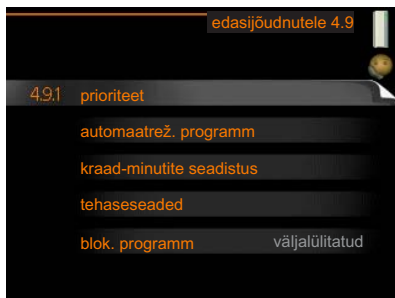 edasijõudnutele 4.9
4.9.1 prioriteet
automaatrež. programm
kraad-minutite seadistus
tehaseseaded
blok. programm väljalülitatud